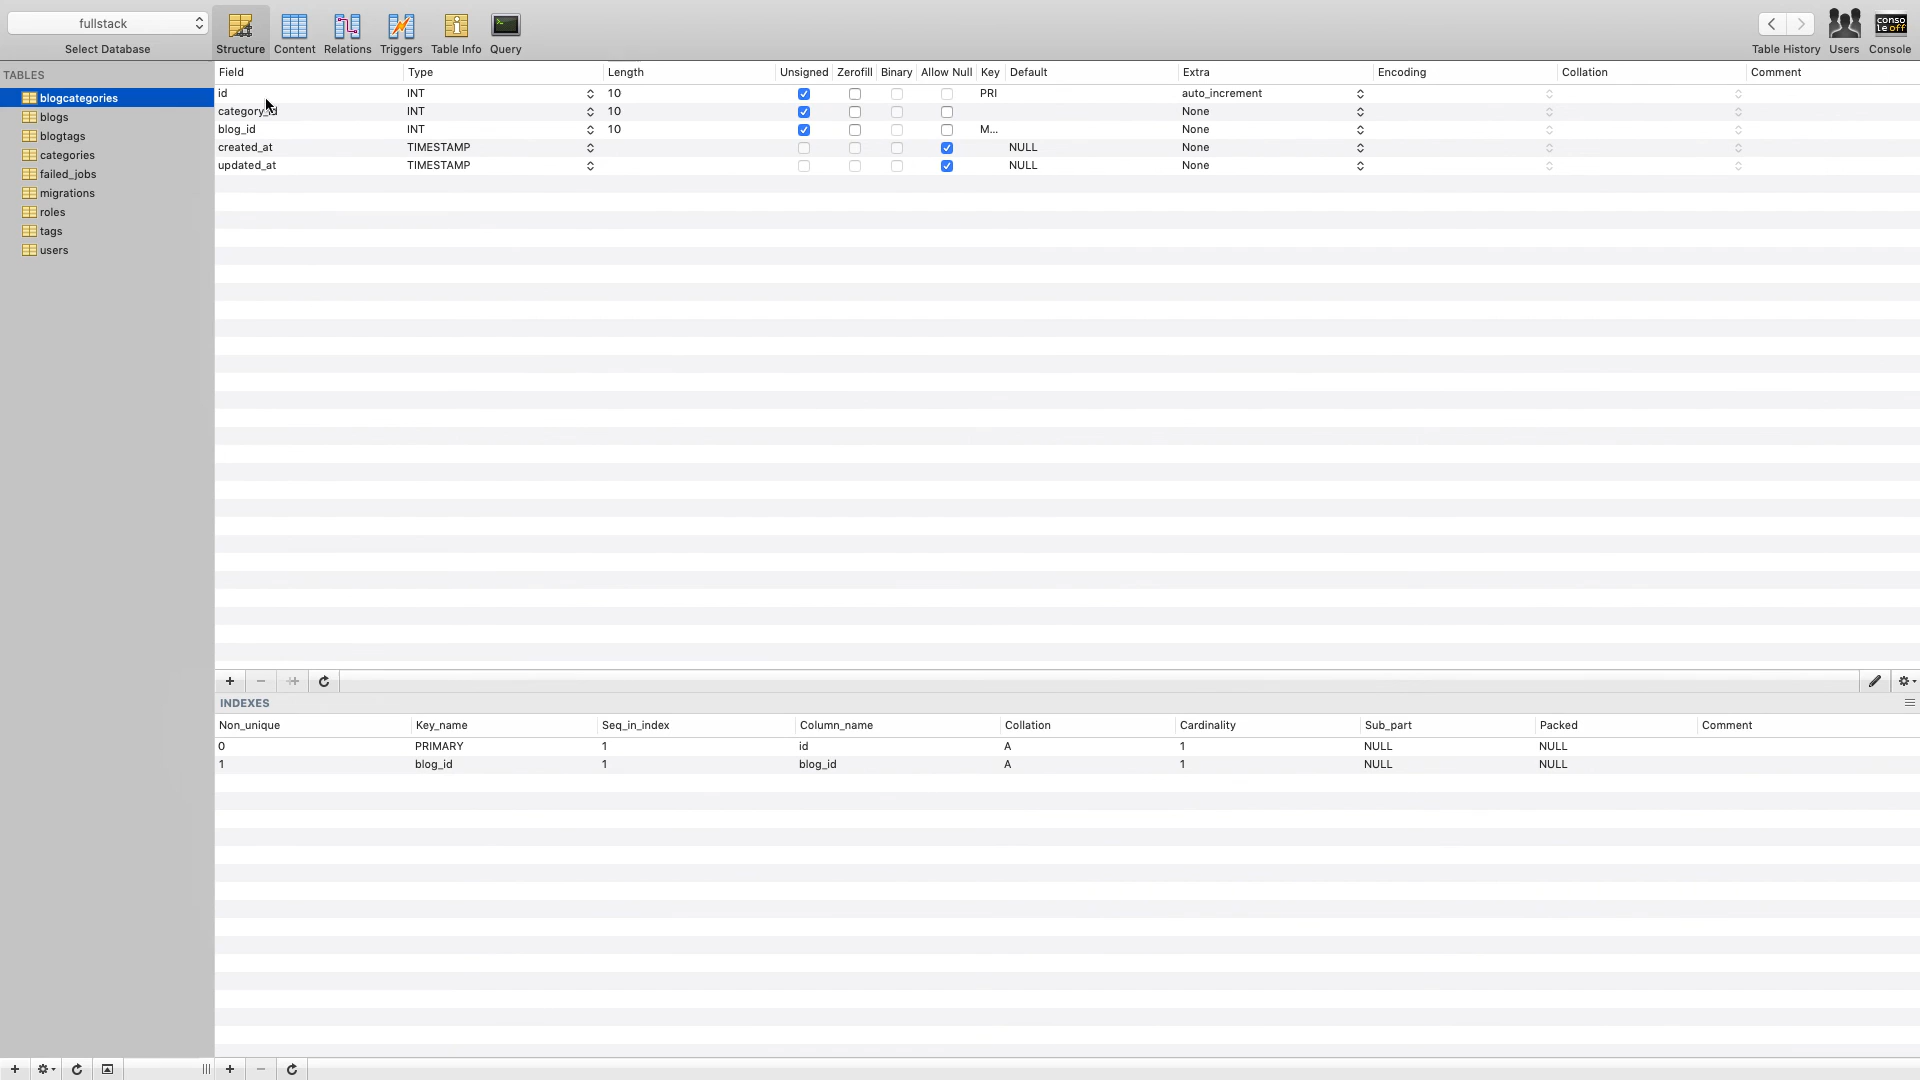 fullstack
Select Database
Structure
Content
Relations
Triggers
Table Info
Query
Table History
Users
conso
le off
Console
TABLES
blogcategories
blogs
blogtags
categories
failed_jobs
migrations
roles
tags
users
Field Type Length Unsigned Zerofill Binary Allow Null Key Default Extra Encoding Collation Comment
id INT 10 PRI auto_increment
category_id INT 10 None
blog_id INT 10 M... None
created_at TIMESTAMP NULL None
updated_at TIMESTAMP NULL None
INDEXES
Non_unique Key_name Seq_in_index Column_name Collation Cardinality Sub_part Packed Comment
0 PRIMARY 1 id A 1 NULL NULL
1 blog_id 1 blog_id A 1 NULL NULL